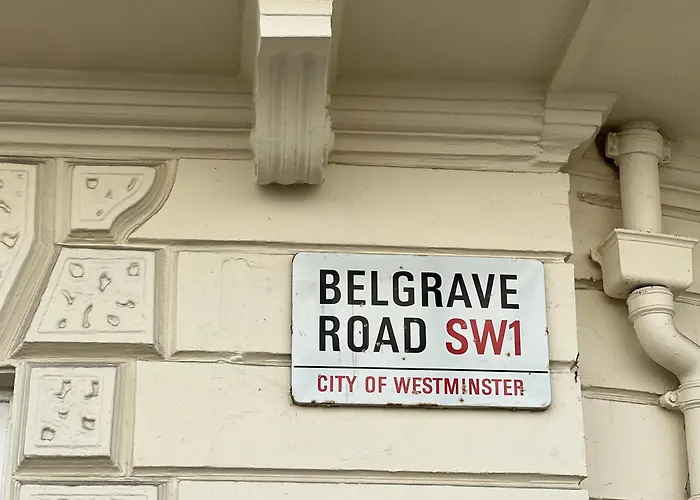 BELGRAVE
ROAD SW1
CITY OF WESTMINSTER